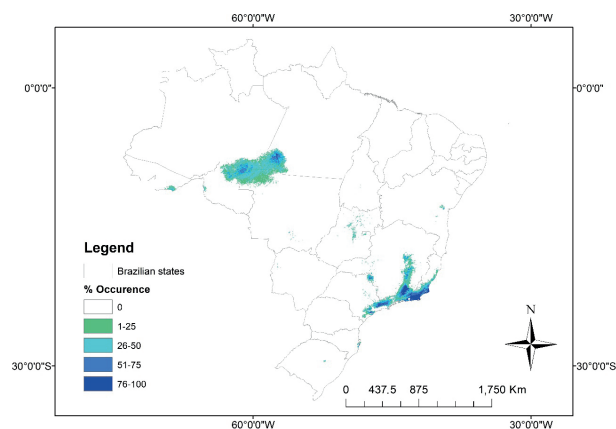 60°0'0"W 30°0'0"W
0°0'0" 0°0'0"
Legend
Brazilian states
% Occurence
0
1-25
26-50
51-75
76-100
N
30°0'0"S 30°0'0"S
0 437.5 875 1,750 Km
60°0'0"W 30°0'0"W